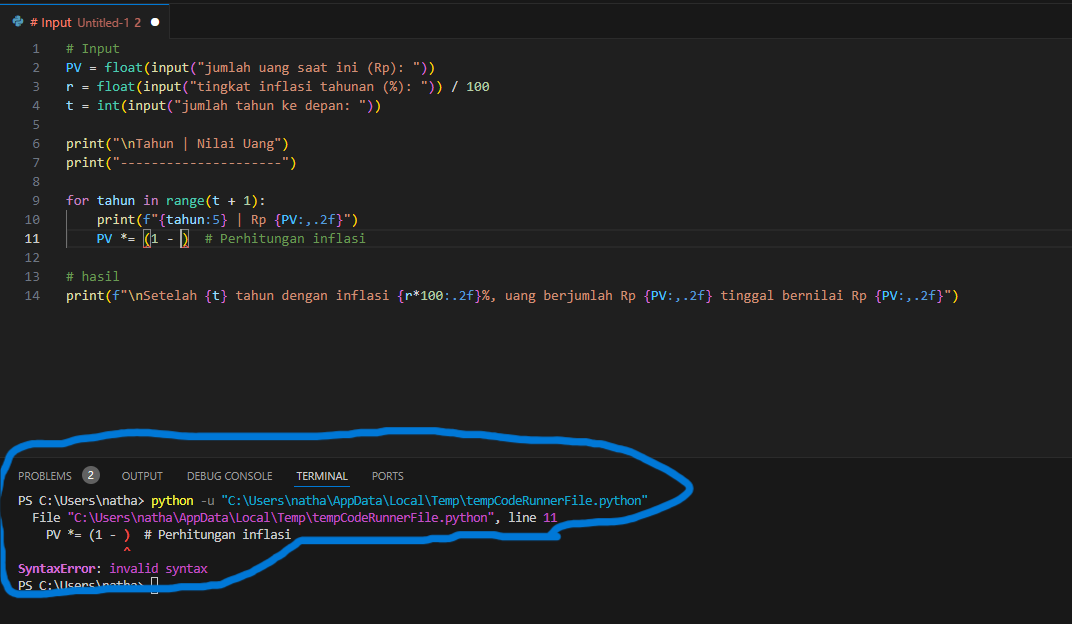 # Input Untitled-1 2
1 # Input
2 PV = float(input("jumlah uang saat ini (Rp): "))
3 r = float(input("tingkat inflasi tahunan (%): ")) / 100
4 t = int(input("jumlah tahun ke depan: "))
5
6 print("\nTahun | Nilai Uang")
7 print("---------------------")
8
9 for tahun in range(t + 1):
10     print(f"{tahun:5} | Rp {PV:,.2f}")
11     PV *= (1 - )  # Perhitungan inflasi
12
13 # hasil
14 print(f"\nSetelah {t} tahun dengan inflasi {r*100:.2f}%, uang berjumlah Rp {PV:,.2f} tinggal bernilai Rp {PV:,.2f}")
PROBLEMS 2 OUTPUT DEBUG CONSOLE TERMINAL PORTS
PS C:\Users\natha> python -u "C:\Users\natha\AppData\Local\Temp\tempCodeRunnerFile.python"
  File "C:\Users\natha\AppData\Local\Temp\tempCodeRunnerFile.python", line 11
    PV *= (1 - )  # Perhitungan inflasi
               ^
SyntaxError: invalid syntax
PS C:\Users\natha>